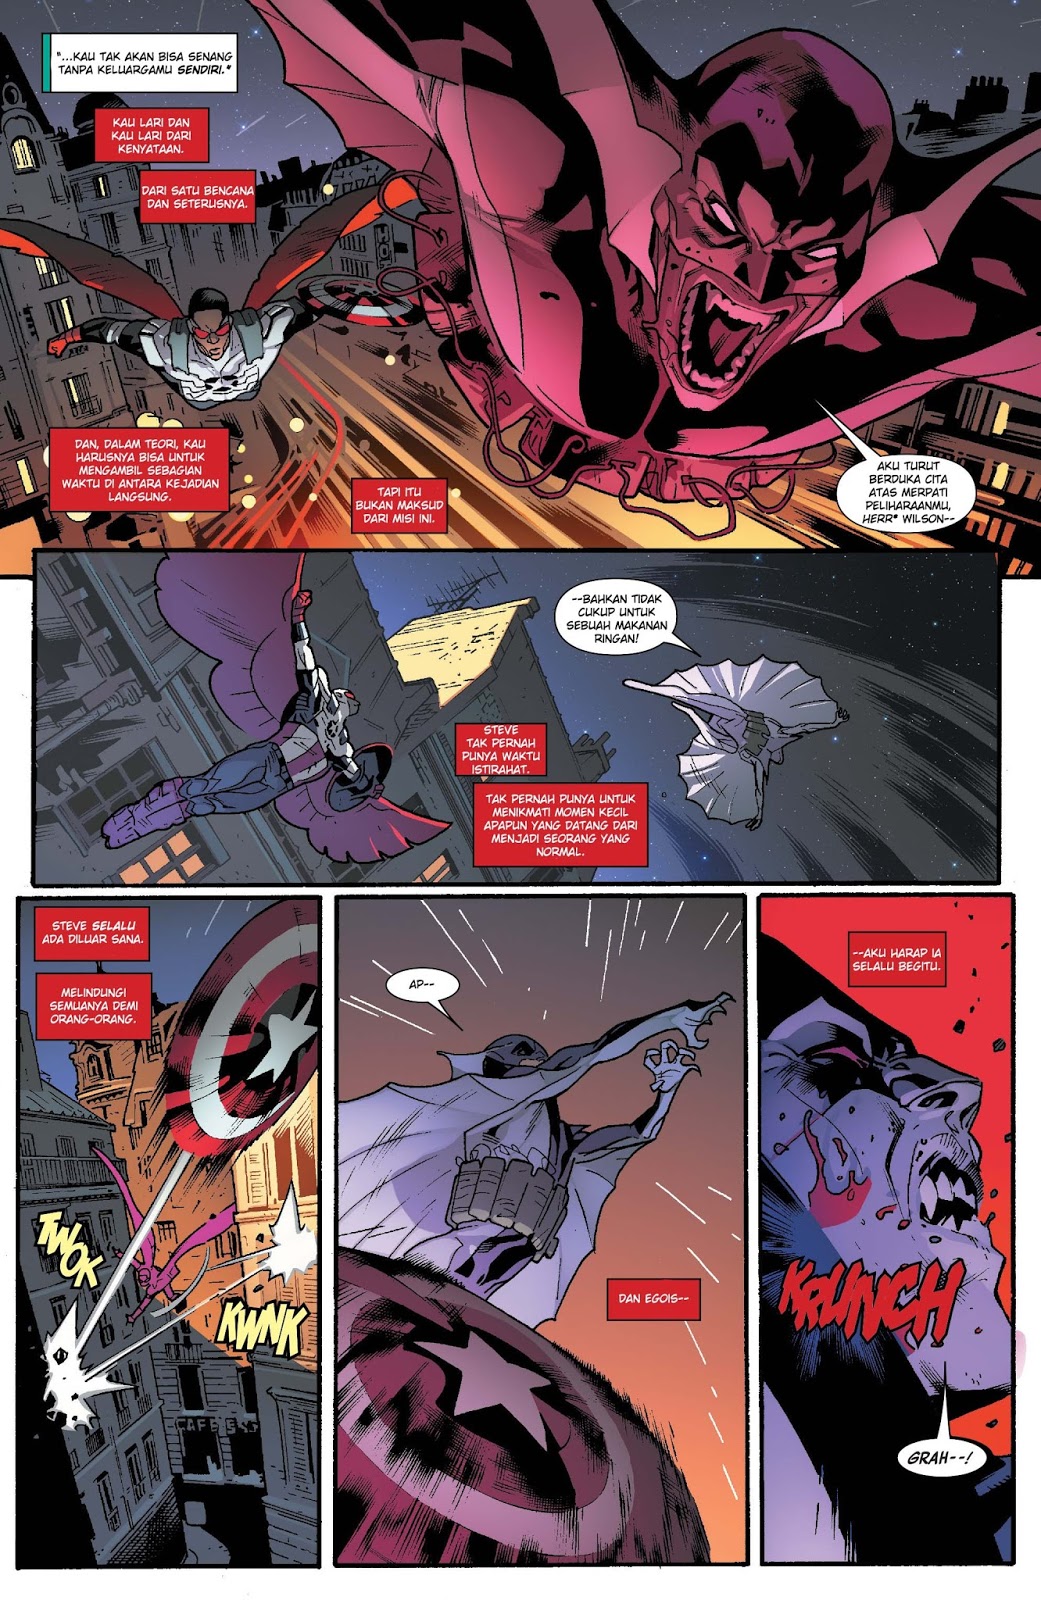 "...KAU TAK AKAN BISA SENANG
TANPA KELUARGAMU SENDIRI."
KAU LARI DAN
KAU LARI DARI
KENYATAAN.
DARI SATU BENCANA
DAN SETERUSNYA.
DAN, DALAM TEORI, KAU
HARUSNYA BISA UNTUK
MENGAMBIL SEBAGIAN
WAKTU DI ANTARA KEJADIAN
LANGSUNG.
TAPI ITU
BUKAN MAKSUD
DARI MISI INI.
AKU TURUT
BERDUKA CITA
ATAS MERPATI
PELIHARAANMU,
HERR* WILSON--
--BAHKAN TIDAK
CUKUP UNTUK
SEBUAH MAKANAN
RINGAN!
STEVE
TAK PERNAH
PUNYA WAKTU
ISTIRAHAT.
TAK PERNAH PUNYA UNTUK
MENIKMATI MOMEN KECIL
APAPUN YANG DATANG DARI
MENJADI SEORANG YANG
NORMAL.
STEVE SELALU
ADA DILUAR SANA.
MELINDUNGI
SEMUANYA DEMI
ORANG-ORANG.
TWOK
KWNK
AP--
DAN EGOIS--
--AKU HARAP IA
SELALU BEGITU.
KRUNCH
GRAH--!